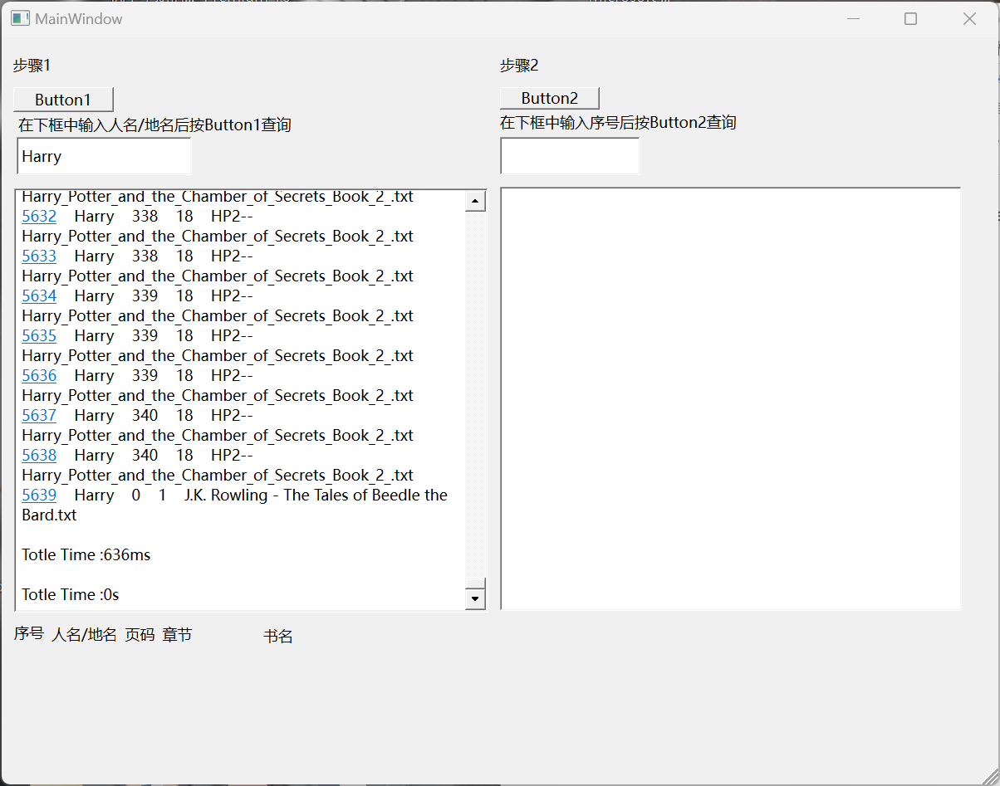 MainWindow
步骤1
Button1
在下框中输入人名/地名后按Button1查询
Harry
Harry_Potter_and_the_Chamber_of_Secrets_Book_2_.txt
5632 Harry 338 18 HP2--
Harry_Potter_and_the_Chamber_of_Secrets_Book_2_.txt
5633 Harry 338 18 HP2--
Harry_Potter_and_the_Chamber_of_Secrets_Book_2_.txt
5634 Harry 339 18 HP2--
Harry_Potter_and_the_Chamber_of_Secrets_Book_2_.txt
5635 Harry 339 18 HP2--
Harry_Potter_and_the_Chamber_of_Secrets_Book_2_.txt
5636 Harry 339 18 HP2--
Harry_Potter_and_the_Chamber_of_Secrets_Book_2_.txt
5637 Harry 340 18 HP2--
Harry_Potter_and_the_Chamber_of_Secrets_Book_2_.txt
5638 Harry 340 18 HP2--
Harry_Potter_and_the_Chamber_of_Secrets_Book_2_.txt
5639 Harry 0 1 J.K. Rowling - The Tales of Beedle the
Bard.txt
Totle Time :636ms
Totle Time :0s
序号 人名/地名 页码 章节 书名
步骤2
Button2
在下框中输入序号后按Button2查询